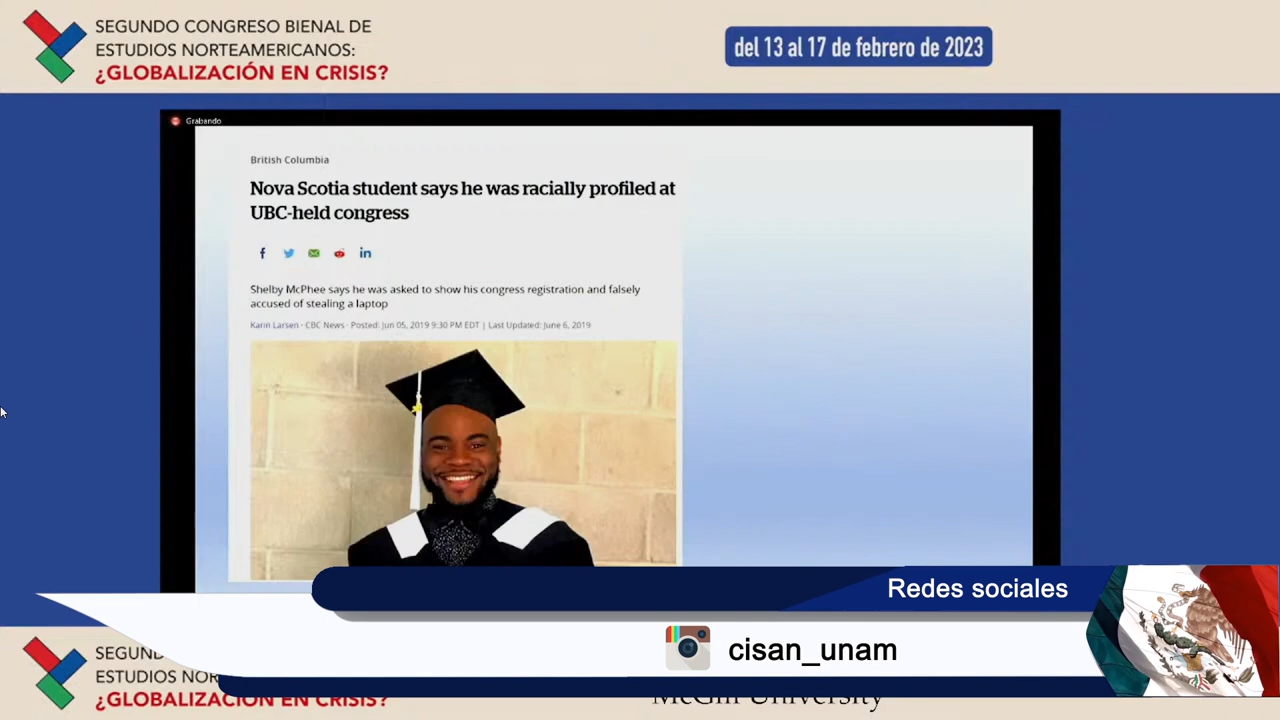 SEGUNDO CONGRESO BIENAL DE
ESTUDIOS NORTEAMERICANOS:
¿GLOBALIZACIÓN EN CRISIS?
del 13 al 17 de febrero de 2023
Grabando
British Columbia
Nova Scotia student says he was racially profiled at
UBC-held congress
Shelby McPhee says he was asked to show his congress registration and falsely
accused of stealing a laptop
Karin Larsen · CBC News · Posted: Jun 05, 2019 9:30 PM EDT | Last Updated: June 6, 2019
Redes sociales
cisan_unam
SEGUND
ESTUDIOS NOR
¿GLOBALIZACIÓN EN CRISIS?
McGill University